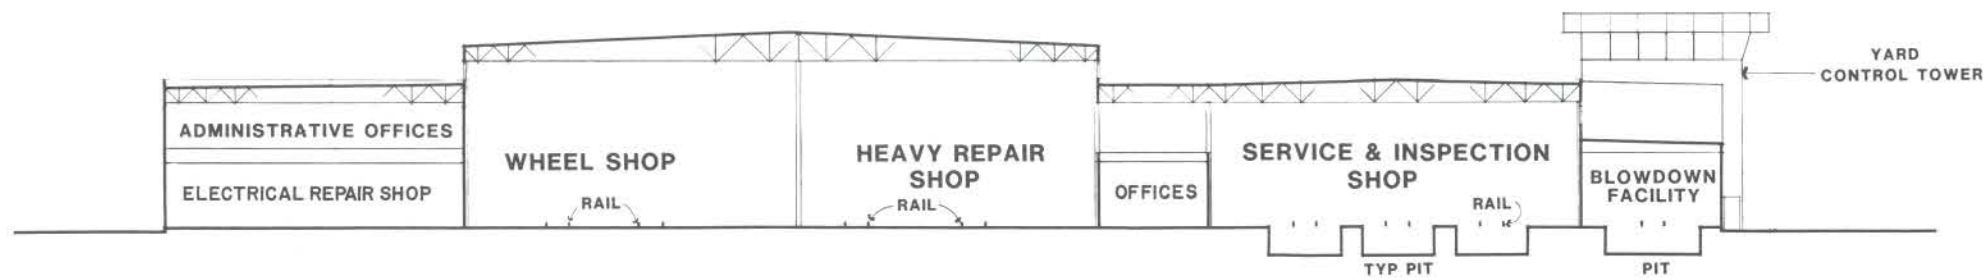 YARD
CONTROL TOWER
ADMINISTRATIVE OFFICES
ELECTRICAL REPAIR SHOP
WHEEL SHOP
RAIL
HEAVY REPAIR
SHOP
RAIL
OFFICES
SERVICE & INSPECTION
SHOP
RAIL
BLOWDOWN
FACILITY
TYP PIT
PIT